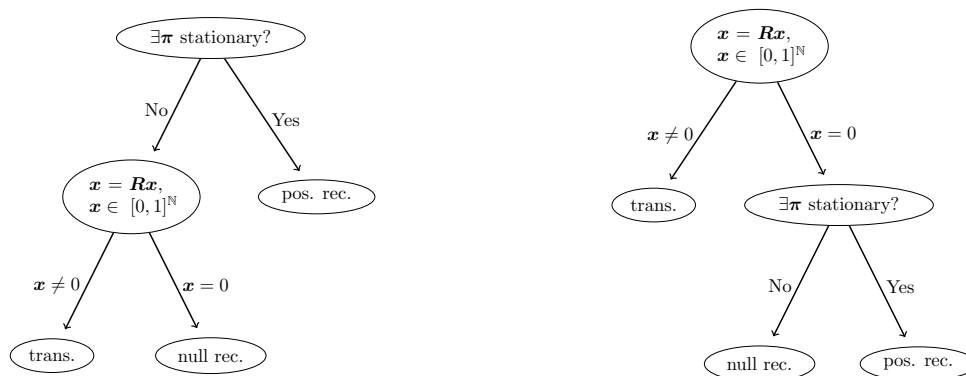 ∃π stationary?
No
Yes
x = Rx,
x ∈ [0, 1]^ℕ
pos. rec.
x ≠ 0
x = 0
trans.
null rec.
x = Rx,
x ∈ [0, 1]^ℕ
x ≠ 0
x = 0
trans.
∃π stationary?
No
Yes
null rec.
pos. rec.